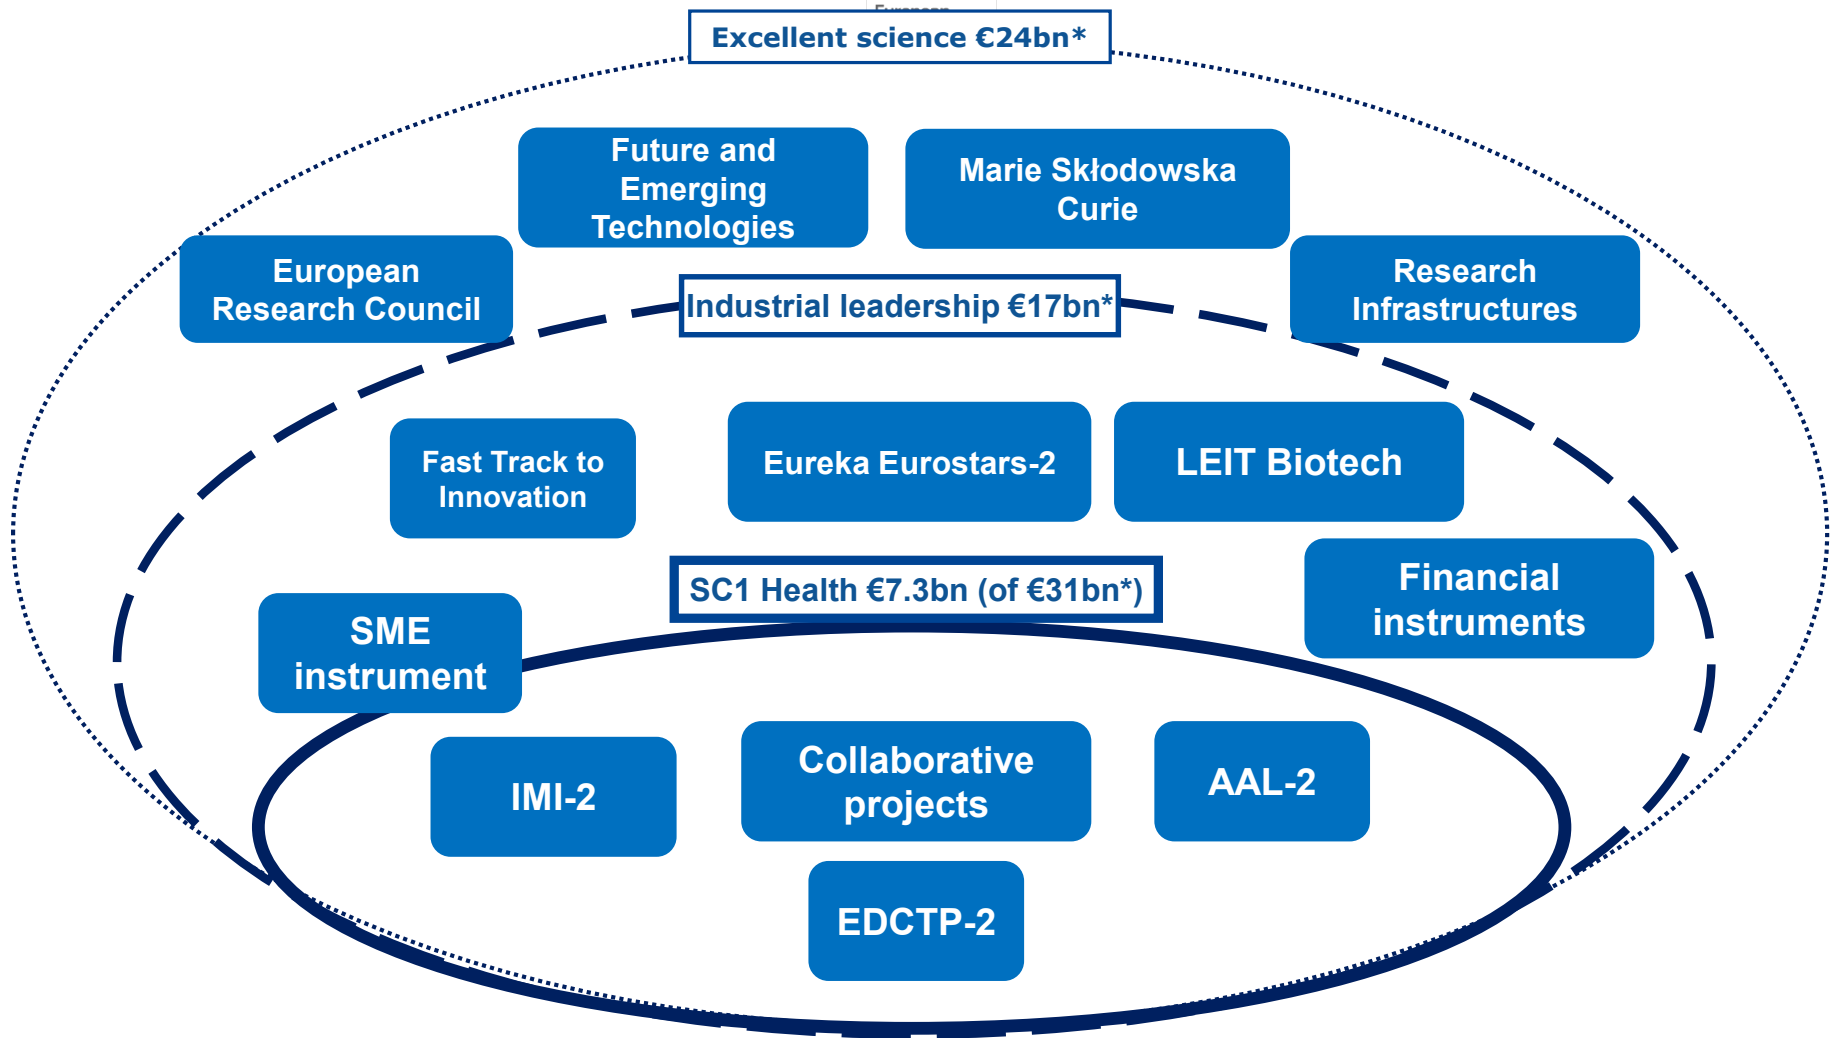 Excellent science €24bn*
Future and
Emerging
Technologies
Marie Skłodowska
Curie
European
Research Council
Research
Infrastructures
Industrial leadership €17bn*
Fast Track to
Innovation
Eureka Eurostars-2
LEIT Biotech
SC1 Health €7.3bn (of €31bn*)
Financial
instruments
SME
instrument
IMI-2
Collaborative
projects
AAL-2
EDCTP-2